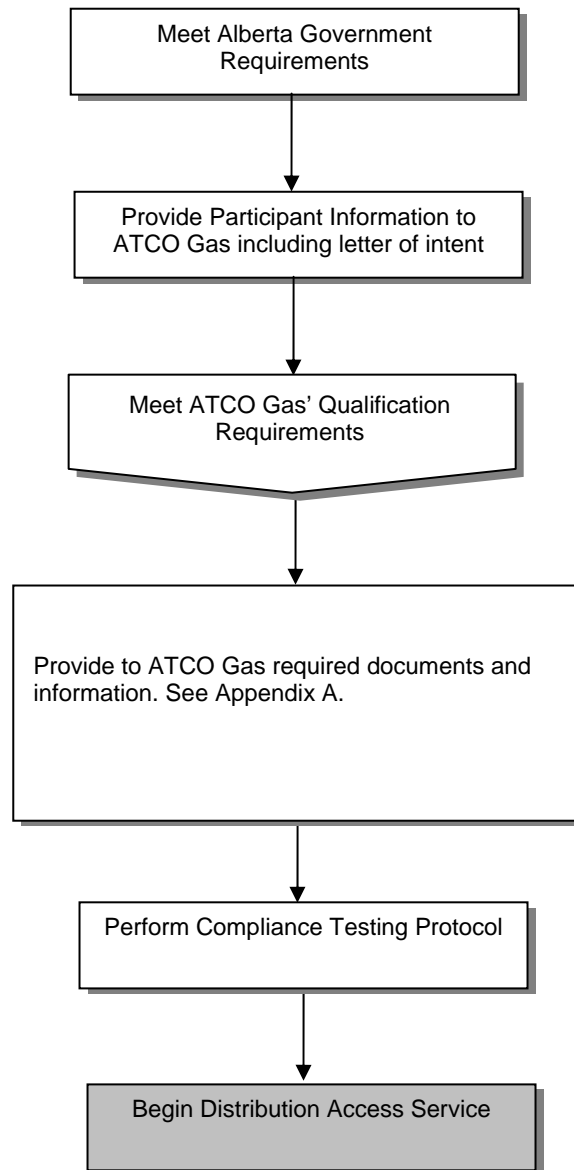 Meet Alberta Government
Requirements
Provide Participant Information to
ATCO Gas including letter of intent
Meet ATCO Gas’ Qualification
Requirements
Provide to ATCO Gas required documents and
information. See Appendix A.
Perform Compliance Testing Protocol
Begin Distribution Access Service